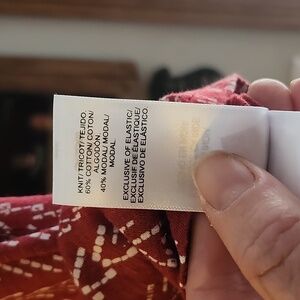 KNIT/TRICOT/TEJIDO.
60% COTTON/COTON/
ALGODÓN
40% MODAL/MODAL/
MODAL
EXCLUSIVE OF ELASTIC/
EXCLUSIF DE ÉLASTIQUE/
EXCLUSIVO DE ELÁSTICO